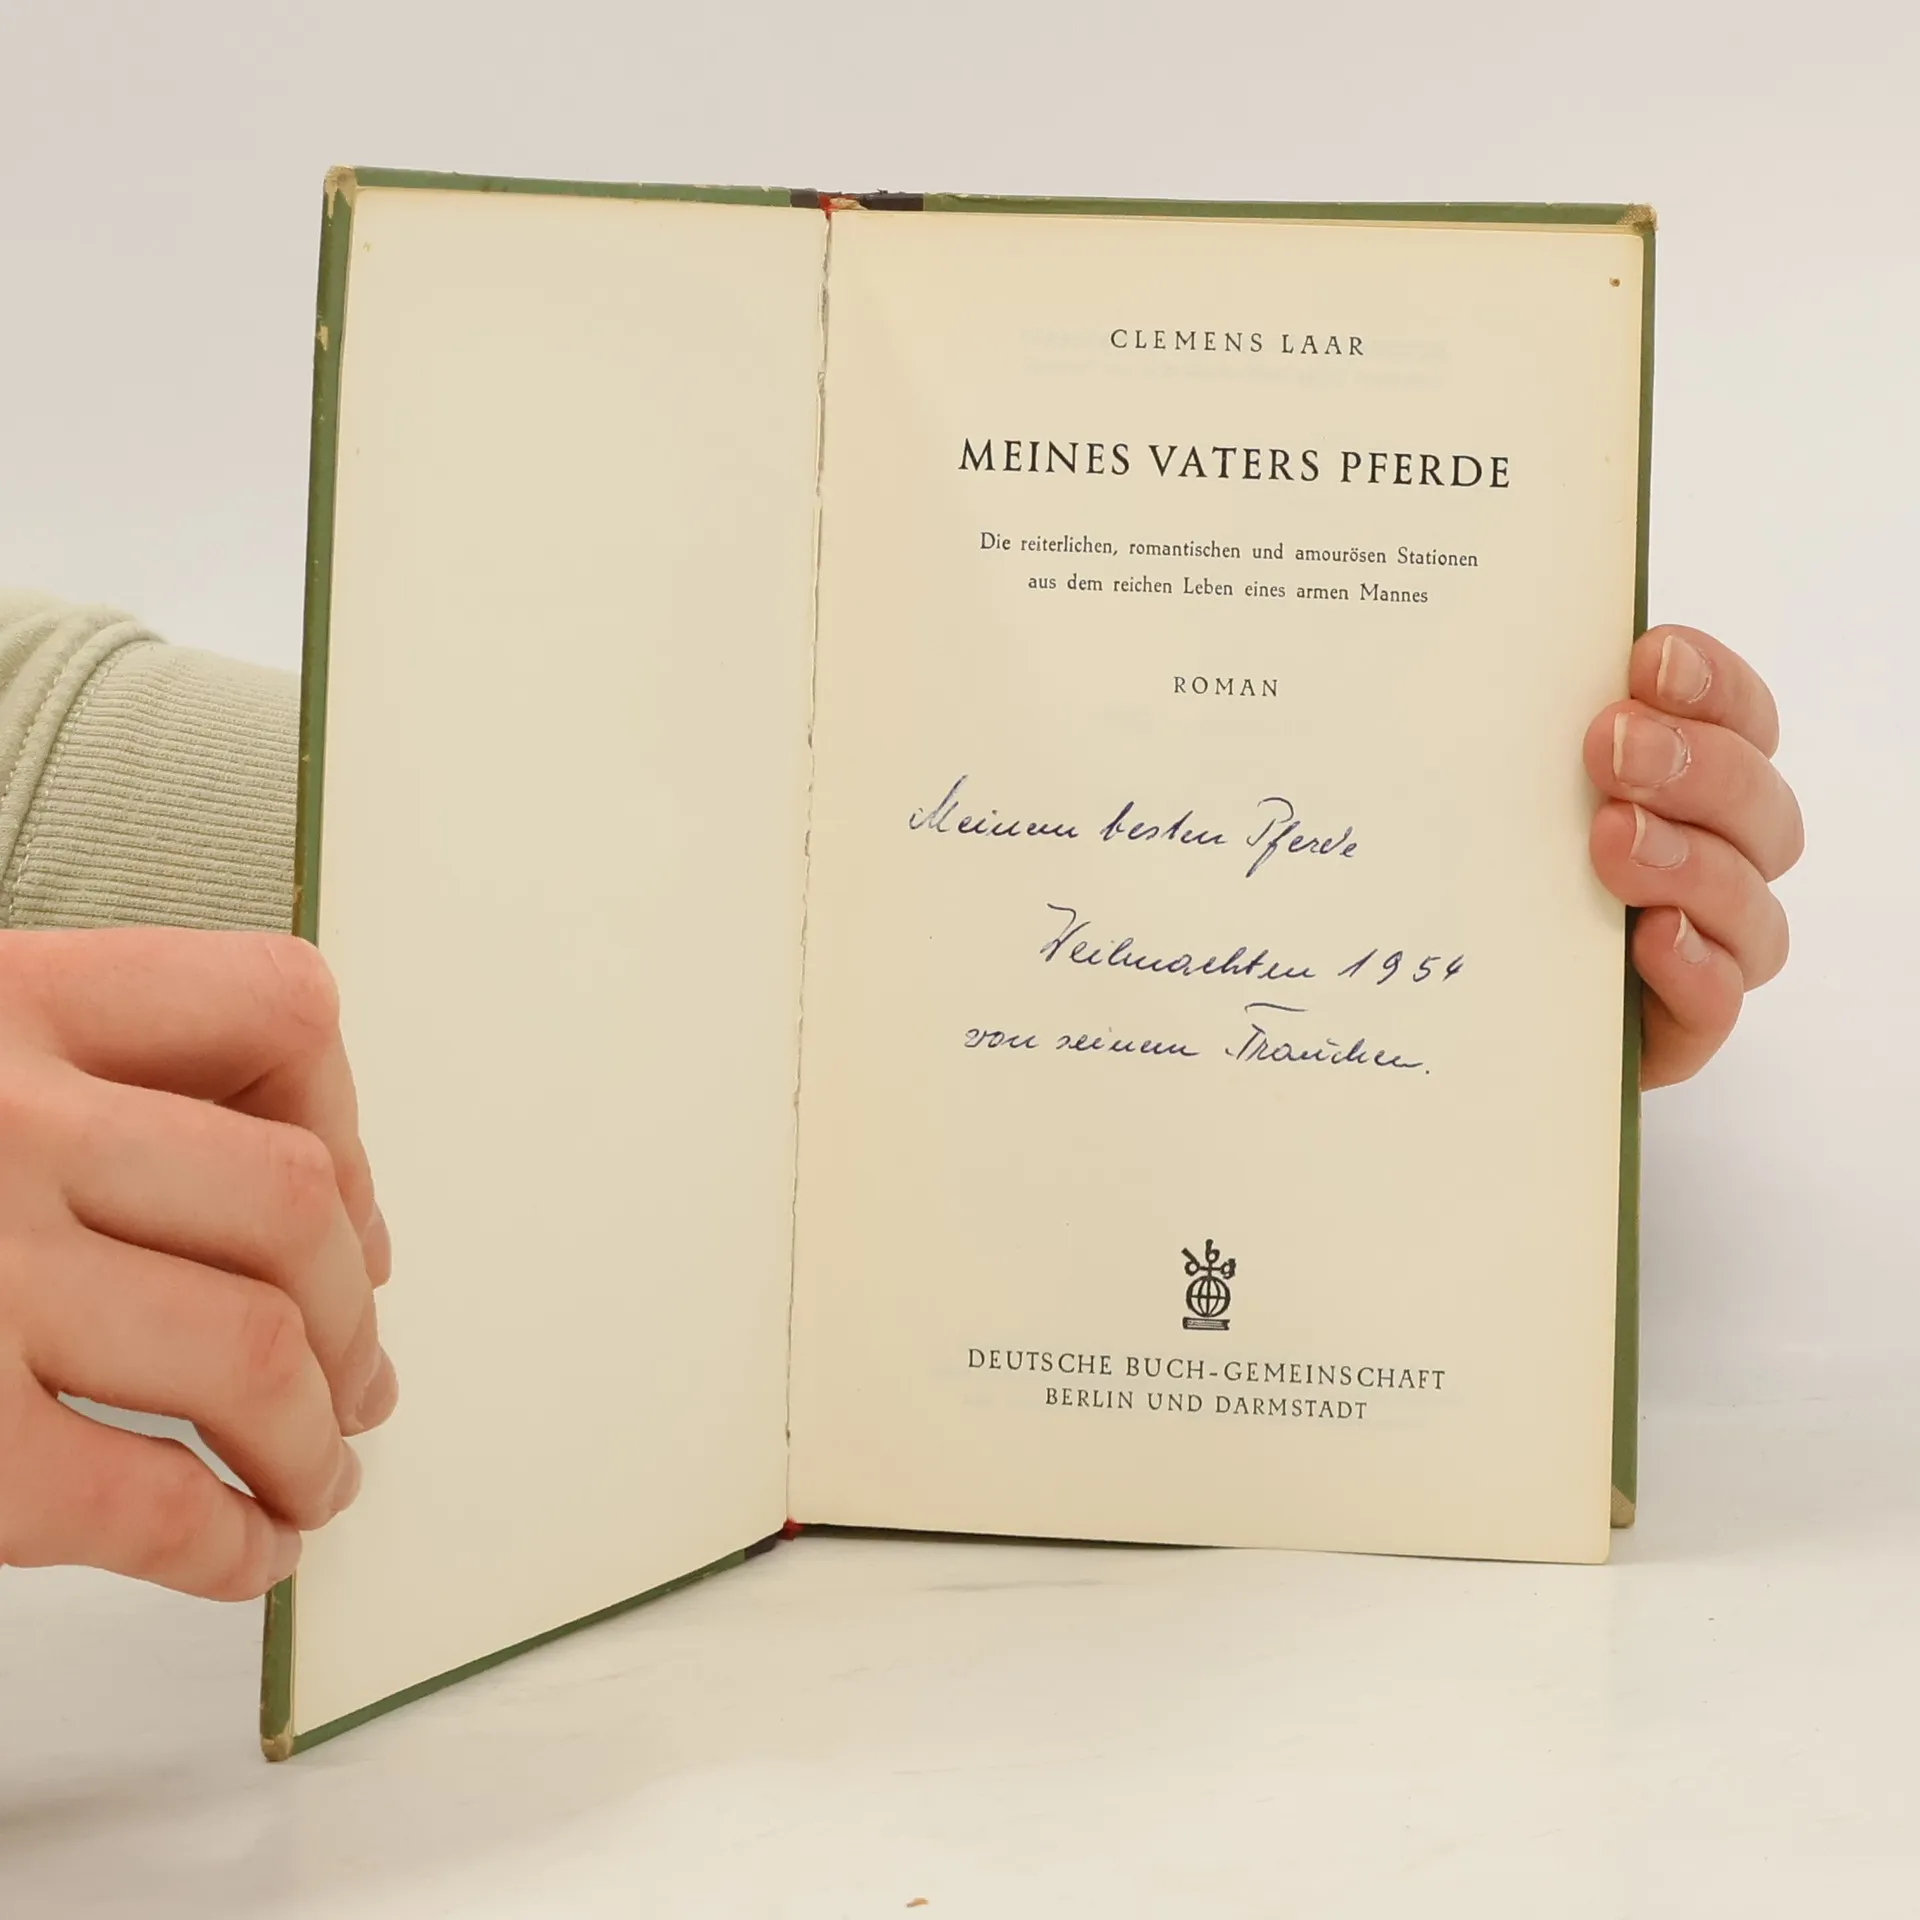 CLEMENS LAAR
MEINES VATERS PFERDE
Die reiterlichen, romantischen und amourösen Stationen
aus dem reichen Leben eines armen Mannes
ROMAN
Meinem besten Pferde
Weihnachten 1954
von seinem
dbg
DEUTSCHE BUCH-GEMEINSCHAFT
BERLIN UND DARMSTADT